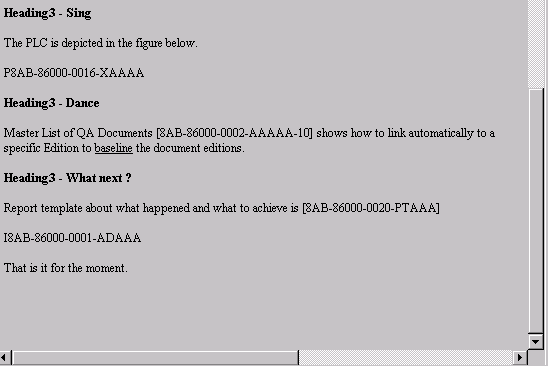 Heading3 - Sing
The PLC is depicted in the figure below.
P8AB-86000-0016-XAAAA
Heading3 - Dance
Master List of QA Documents [8AB-86000-0002-AAAAA-10] shows how to link automatically to a
specific Edition to baseline the document editions.
Heading3 - What next ?
Report template about what happened and what to achieve is [8AB-86000-0020-PTAAA]
I8AB-86000-0001-ADAAA
That is it for the moment.